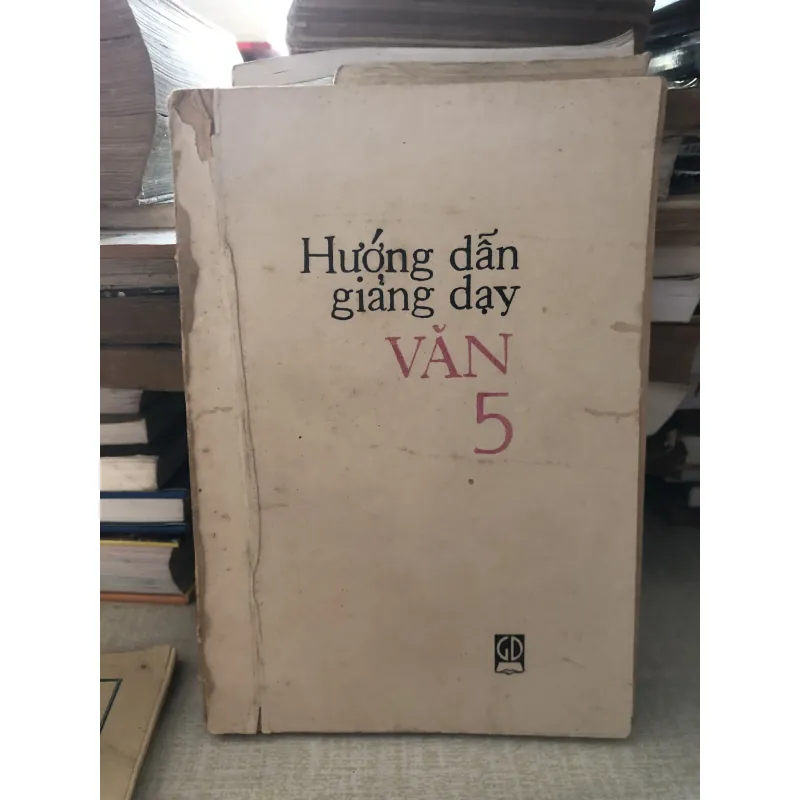 Hướng dẫn
giảng dạy
VĂN
5
GD